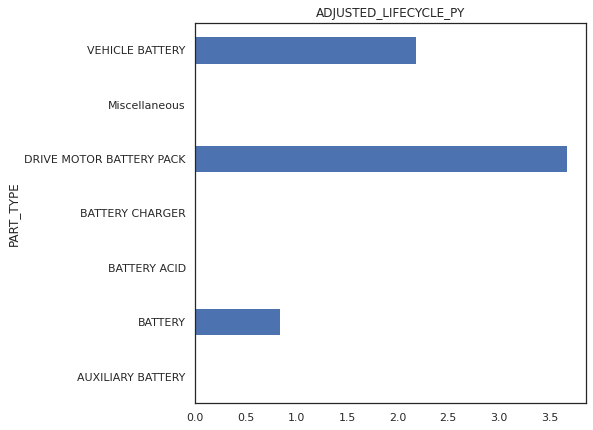 ADJUSTED_LIFECYCLE_PY
PART_TYPE
VEHICLE BATTERY
Miscellaneous
DRIVE MOTOR BATTERY PACK
BATTERY CHARGER
BATTERY ACID
BATTERY
AUXILIARY BATTERY
0.0 0.5 1.0 1.5 2.0 2.5 3.0 3.5